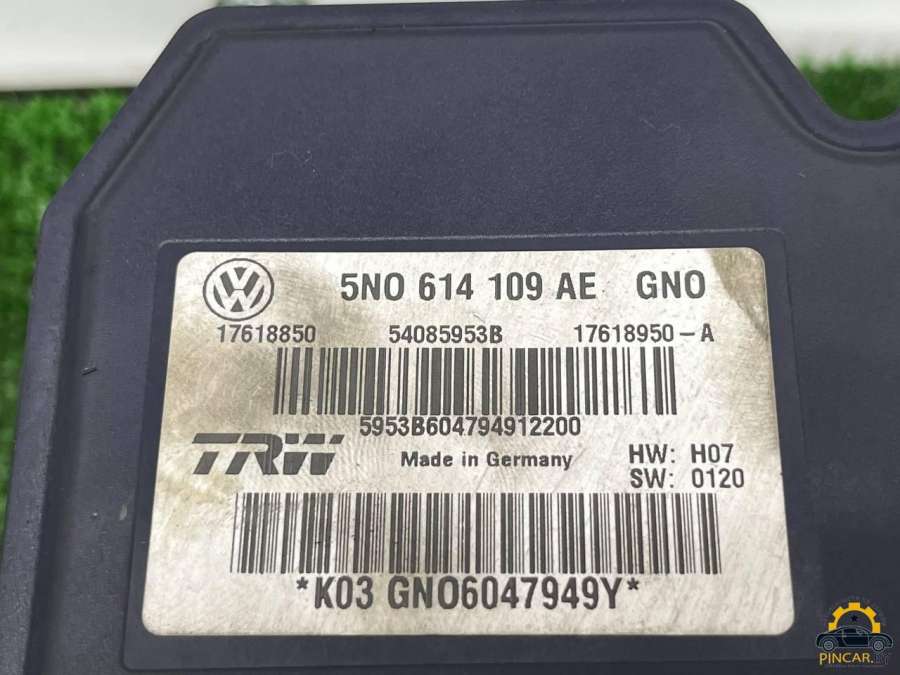 5N0 614 109 AE GNO
17618850 54085953B 17618950-A
5953B604794912200
TRW Made in Germany HW: H07
SW: 0120
*K03 GNO6047949Y*
PINCAR.BY